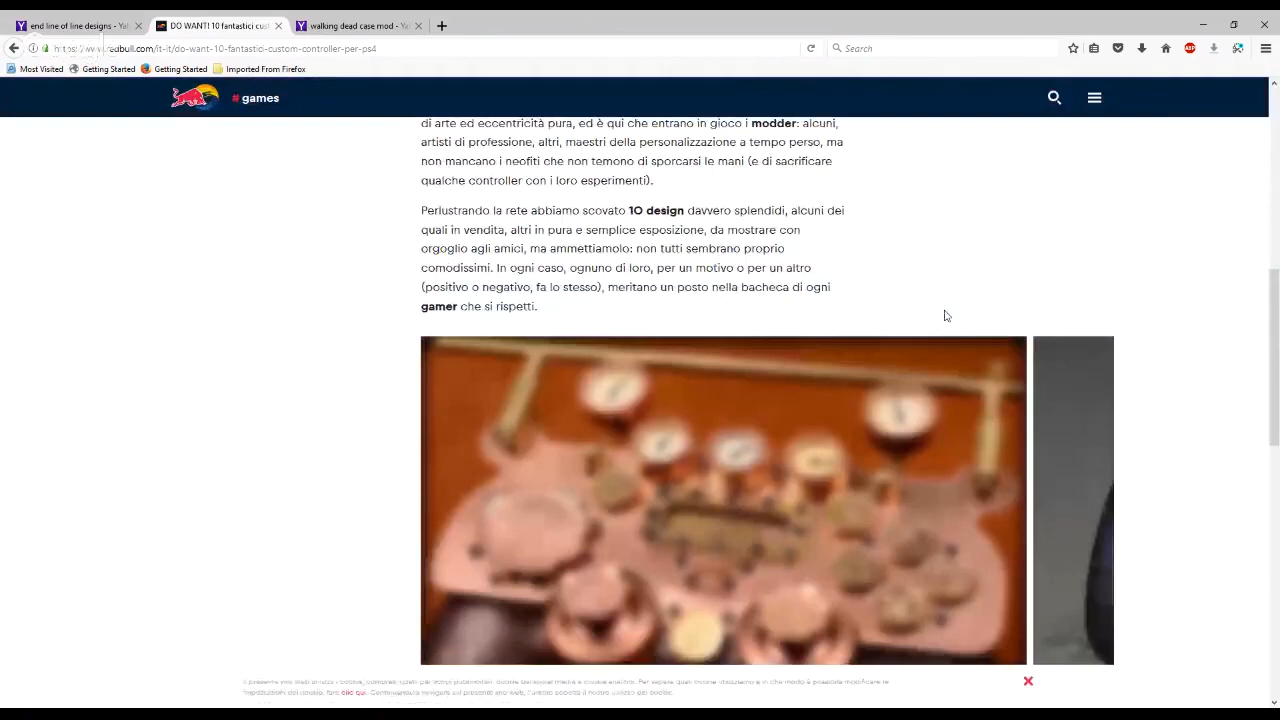 end line of line designs - Ya
DO WANT! 10 fantastici cus
walking dead case mod - Ya
redbull.com/it-it/do-want-10-fantastici-custom-controller-per-ps4
Search
ABP
Most Visited
Getting Started
Getting Started
Imported From Firefox
# games
di arte ed eccentricità pura, ed è qui che entrano in gioco i modder: alcuni,
artisti di professione, altri, maestri della personalizzazione a tempo perso, ma
non mancano i neofiti che non temono di sporcarsi le mani (e di sacrificare
qualche controller con i loro esperimenti).
Perlustrando la rete abbiamo scovato 10 design davvero splendidi, alcuni dei
quali in vendita, altri in pura e semplice esposizione, da mostrare con
orgoglio agli amici, ma ammettiamolo: non tutti sembrano proprio
comodissimi. In ogni caso, ognuno di loro, per un motivo o per un altro
(positivo o negativo, fa lo stesso), meritano un posto nella bacheca di ogni
gamer che si rispetti.
clic qui